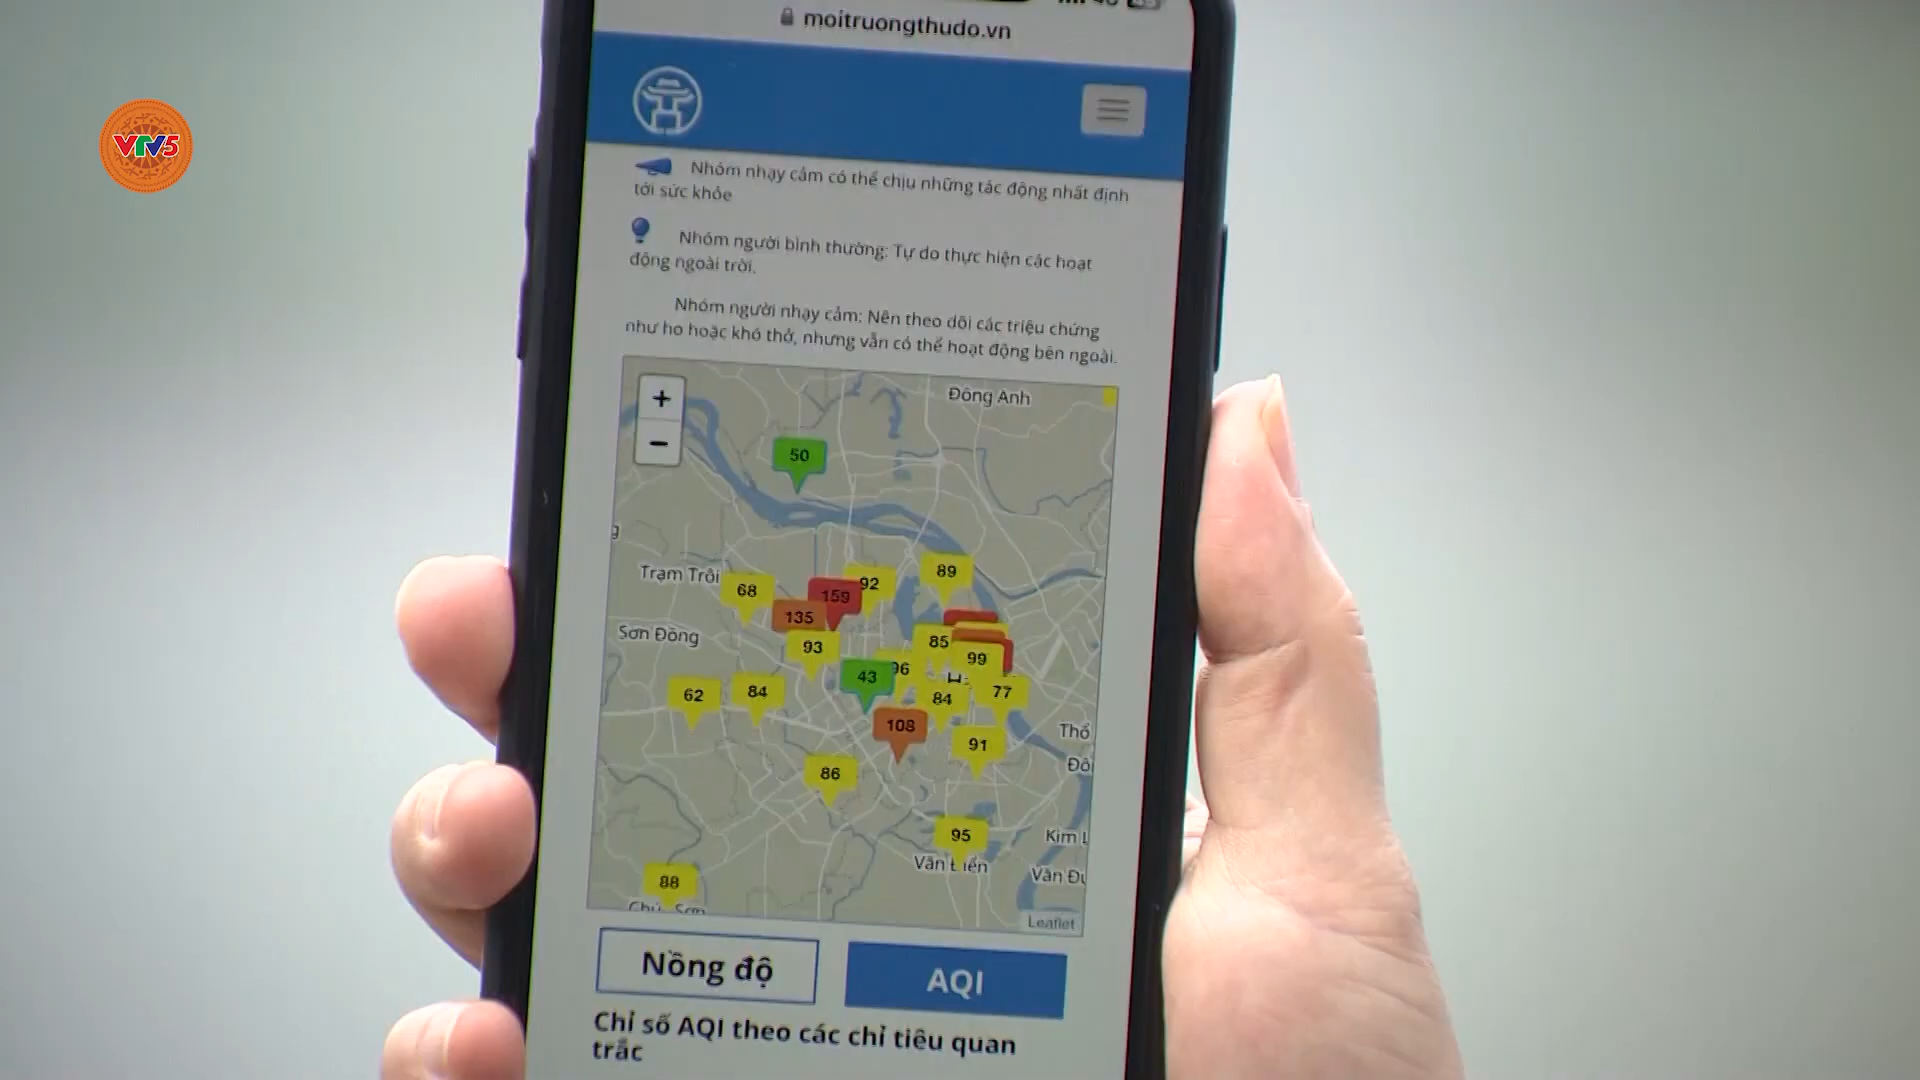 moitruongthudo.vn
VTV5
Nhóm nhạy cảm có thể chịu những tác động nhất định
tới sức khỏe
Nhóm người bình thường: Tự do thực hiện các hoạt
động ngoài trời.
Nhóm người nhạy cảm: Nên theo dõi các triệu chứng
như ho hoặc khó thở, nhưng vẫn có thể hoạt động bên ngoài.
+
−
Đông Anh
50
Trạm Trôi
68
159
92
89
135
Sơn Đồng
93
85
99
43
96
62
84
84
77
108
91
Thổ
Đôi
86
95
Kim L
Văn Điển
Văn Đư
88
Leaflet
Nồng độ
AQI
Chỉ số AQI theo các chỉ tiêu quan
trắc